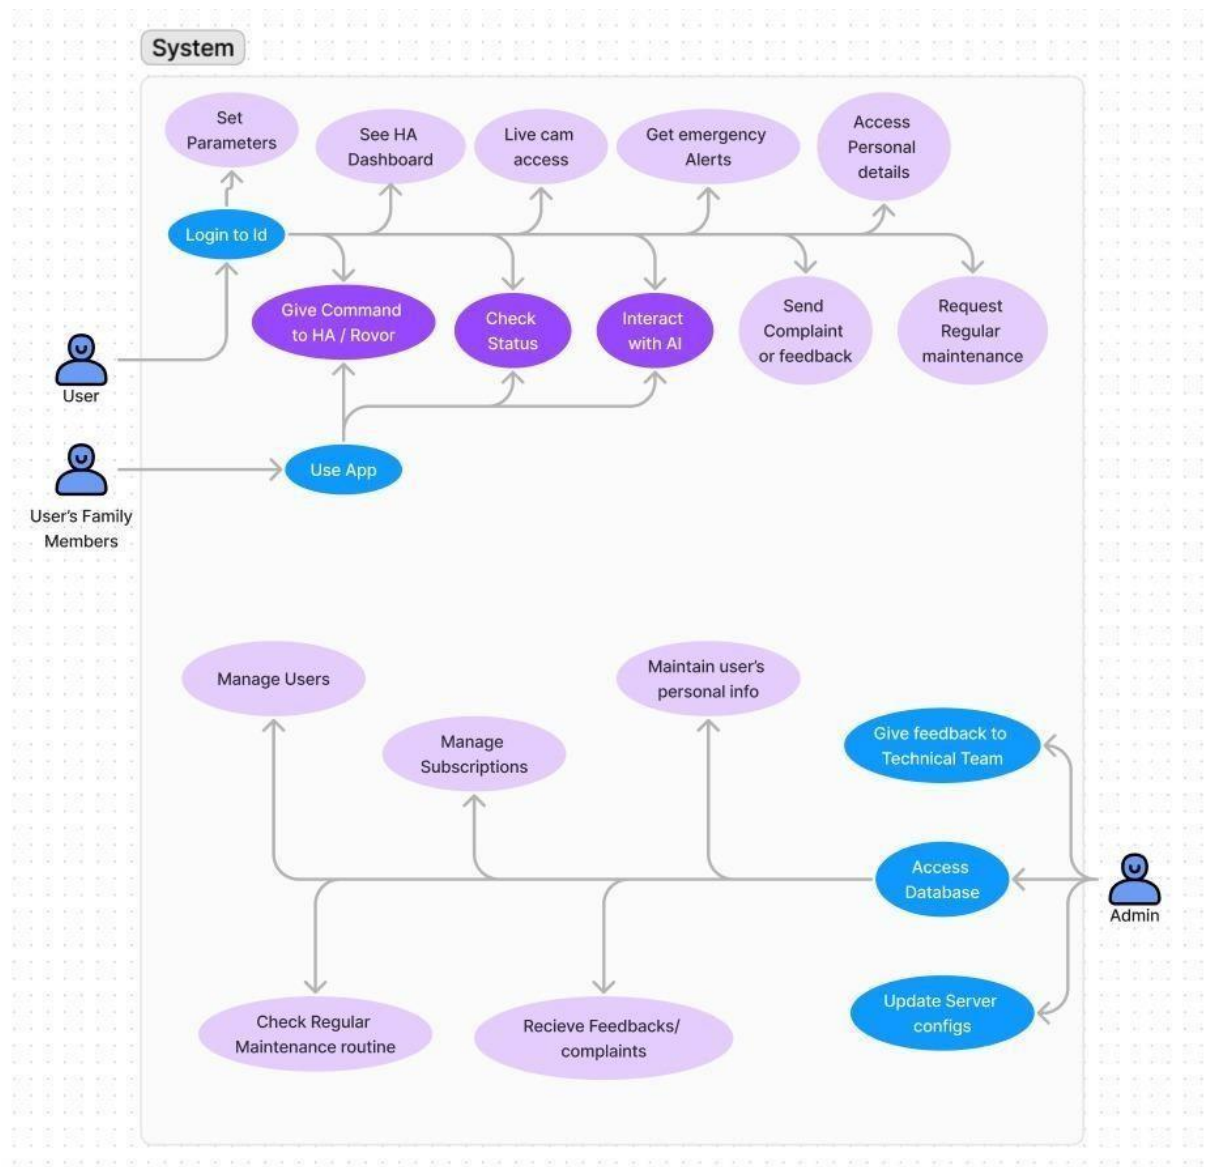 System
Set
Parameters
See HA
Dashboard
Live cam
access
Get emergency
Alerts
Access
Personal
details
Login to Id
Give Command
to HA / Rovor
Check
Status
Interact
with AI
Send
Complaint
or feedback
Request
Regular
maintenance
User
Use App
User's Family
Members
Manage Users
Maintain user's
personal info
Manage
Subscriptions
Give feedback to
Technical Team
Access
Database
Admin
Update Server
configs
Check Regular
Maintenance routine
Recieve Feedbacks/
complaints